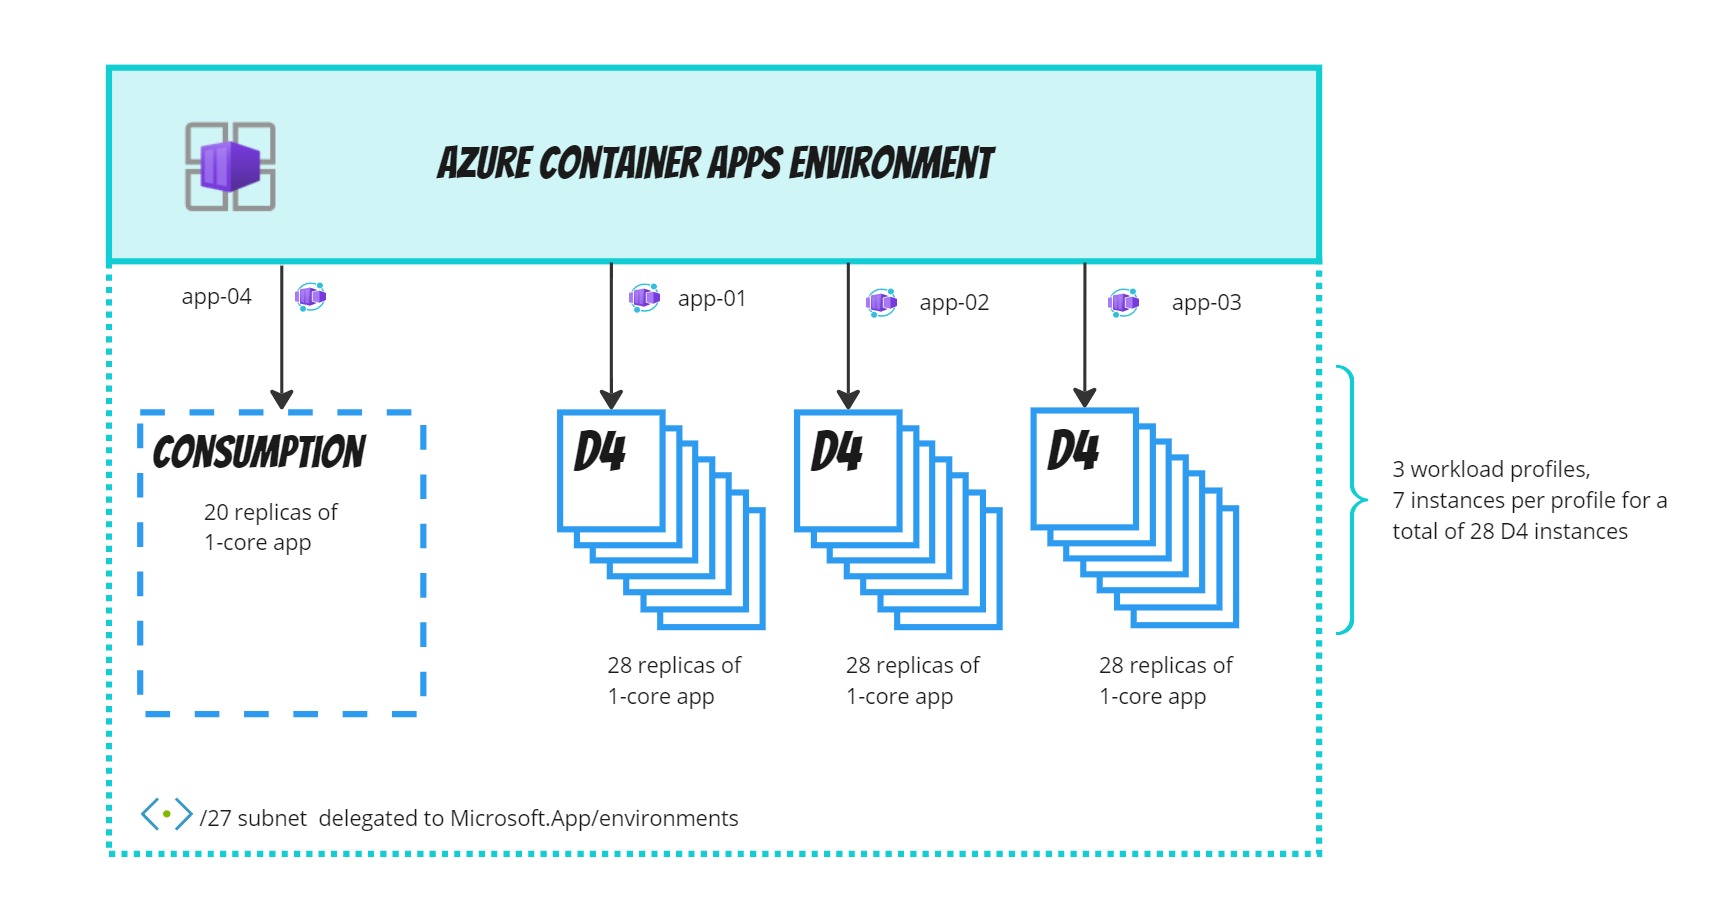 AZURE CONTAINER APPS ENVIRONMENT
app-04
app-01
app-02
app-03
CONSUMPTION
20 replicas of
1-core app
D4
D4
D4
3 workload profiles,
7 instances per profile for a
total of 28 D4 instances
28 replicas of
1-core app
28 replicas of
1-core app
28 replicas of
1-core app
/27 subnet  delegated to Microsoft.App/environments